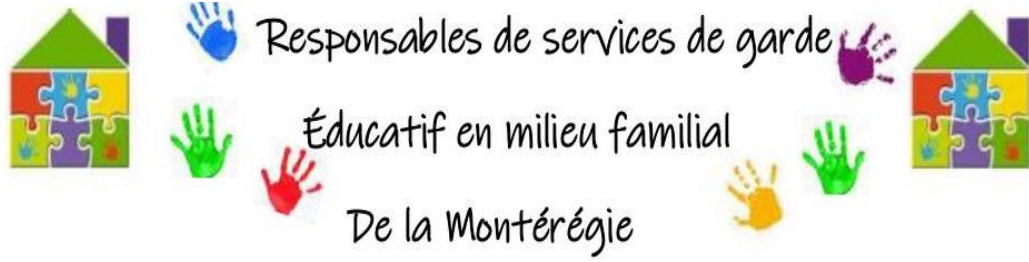 Responsables de services de garde
Éducatif en milieu familial
De la Montérégie